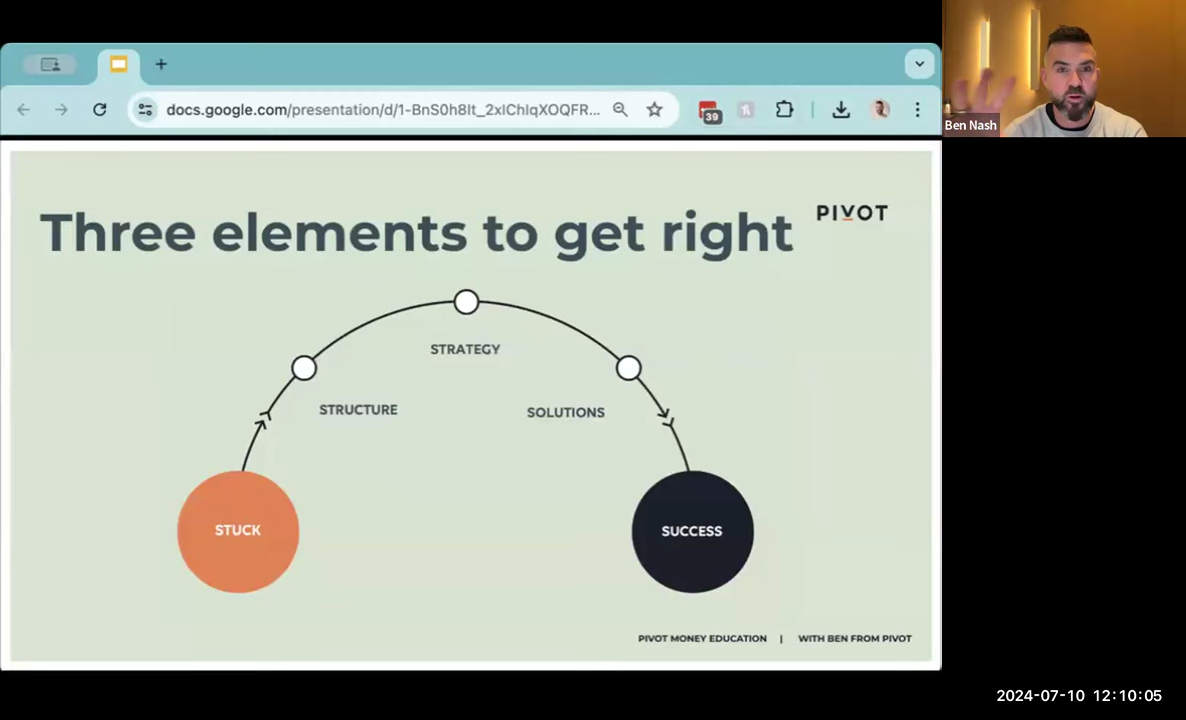 docs.google.com/presentation/d/1-BnS0h8It_2xIChIqXOQFR...
39
Ben Nash
Three elements to get right
PIVOT
STRATEGY
STRUCTURE
SOLUTIONS
STUCK
SUCCESS
PIVOT MONEY EDUCATION | WITH BEN FROM PIVOT
2024-07-10 12:10:05